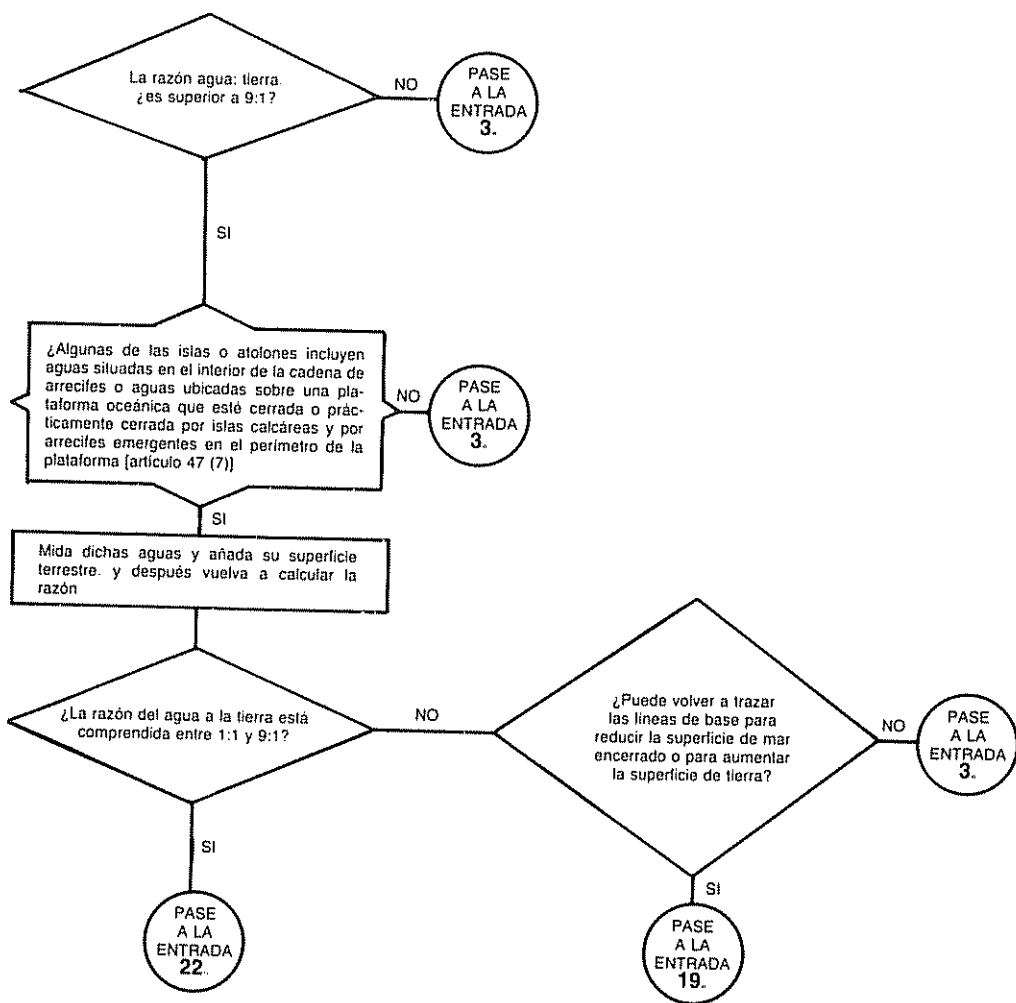 La razón agua: tierra.
¿es superior a 9:1?
NO
PASE
A LA
ENTRADA
3.
SI
¿Algunas de las islas o atolones incluyen
aguas situadas en el interior de la cadena de
arrecifes o aguas ubicadas sobre una pla-
taforma oceánica que esté cerrada o prác-
ticamente cerrada por islas calcáreas y por
arrecifes emergentes en el perímetro de la
plataforma [artículo 47 (7)]
NO
PASE
A LA
ENTRADA
3.
SI
Mida dichas aguas y añada su superficie
terrestre. y después vuelva a calcular la
razón
¿La razón del agua a la tierra está
comprendida entre 1:1 y 9:1?
NO
¿Puede volver a trazar
las líneas de base para
reducir la superficie de mar
encerrado o para aumentar
la superficie de tierra?
NO
PASE
A LA
ENTRADA
3.
SI
PASE
A LA
ENTRADA
22.
SI
PASE
A LA
ENTRADA
19.